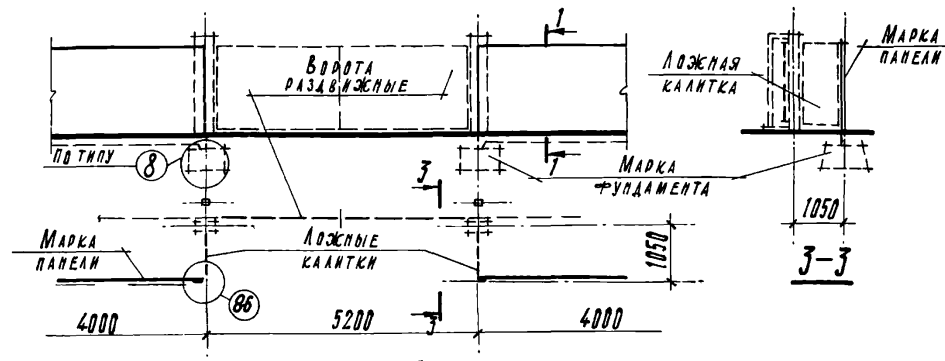 1
Ворота
раздвижные
Марка
панели
Ложная
калитка
по типу
8
3
1
Марка
фундамента
1050
3-3
Марка
панели
Ложные
калитки
1050
86
4000
5200
3
4000